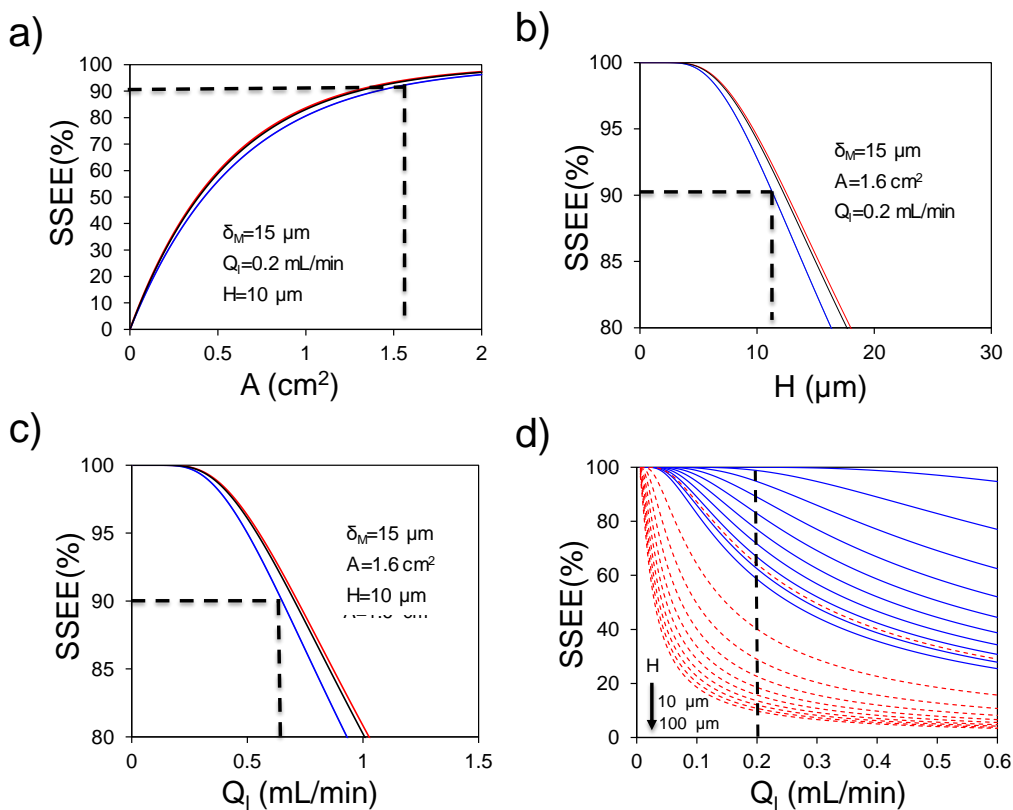 a)
100
90
80
70
60
50
40
30
20
10
0
SSEE(%)
δM=15 µm
QI=0.2 mL/min
H=10 µm
0 0.5 1 1.5 2
A (cm2)
b)
100
95
90
85
80
SSEE(%)
δM=15 µm
A=1.6 cm2
QI=0.2 mL/min
0 10 20 30
H (µm)
c)
100
95
90
85
80
SSEE(%)
δM=15 µm
A=1.6 cm2
H=10 µm
0 0.5 1 1.5
QI (mL/min)
d)
100
80
60
40
20
0
SSEE(%)
H
10 µm
100 µm
0 0.1 0.2 0.3 0.4 0.5 0.6
QI (mL/min)